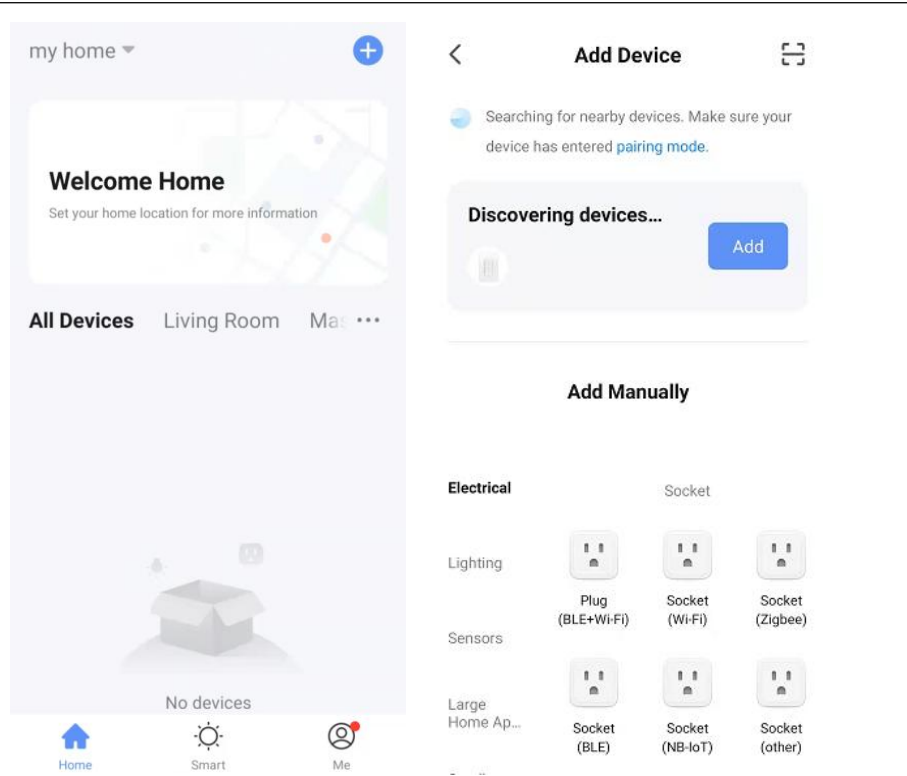 my home
Welcome Home
Set your home location for more information
All Devices Living Room Mas ...
No devices
Home Smart Me
Add Device
Searching for nearby devices. Make sure your
device has entered pairing mode.
Discovering devices...
Add
Add Manually
Electrical
Lighting
Sensors
Large
Home Ap...
Socket
Plug
(BLE+Wi-Fi)
Socket
(Wi-Fi)
Socket
(Zigbee)
Socket
(BLE)
Socket
(NB-IoT)
Socket
(other)